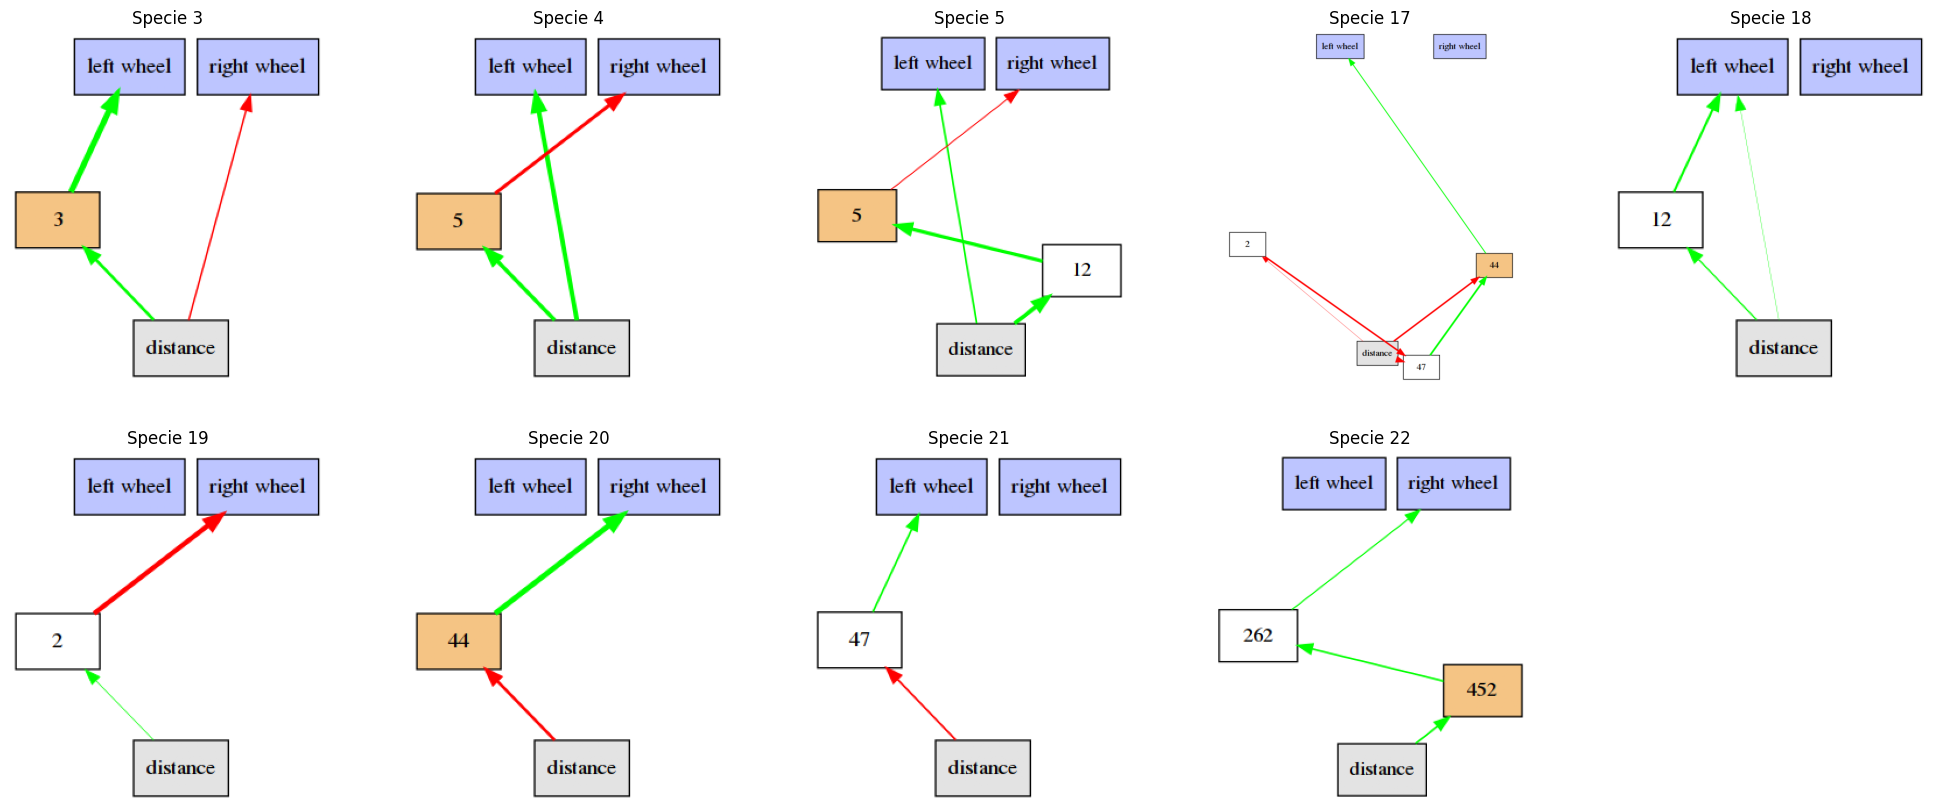 Specie 3
left wheel
right wheel
3
distance
Specie 4
left wheel
right wheel
5
distance
Specie 5
left wheel
right wheel
5
12
distance
Specie 17
left wheel
right wheel
2
44
distance
47
Specie 18
left wheel
right wheel
12
distance
Specie 19
left wheel
right wheel
2
distance
Specie 20
left wheel
right wheel
44
distance
Specie 21
left wheel
right wheel
47
distance
Specie 22
left wheel
right wheel
262
452
distance